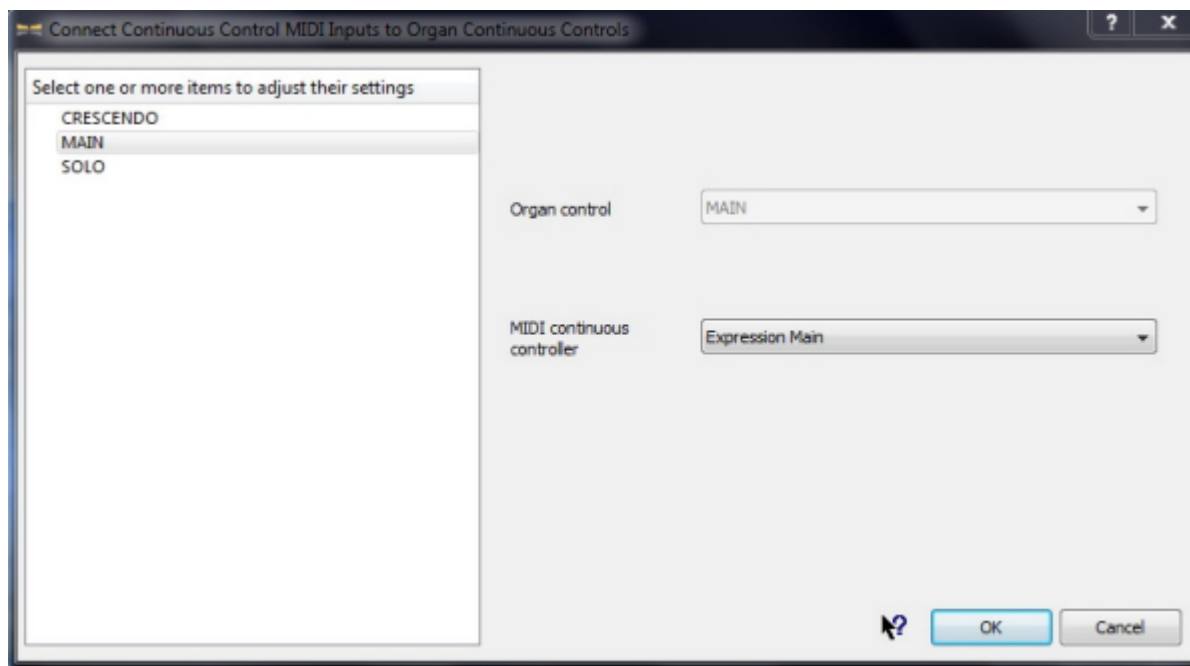 Connect Continuous Control MIDI Inputs to Organ Continuous Controls
Select one or more items to adjust their settings
CRESCENDO
MAIN
SOLO
Organ control
MAIN
MIDI continuous
controller
Expression Main
OK
Cancel